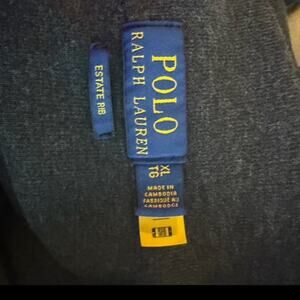 POLO
RALPH LAUREN
ESTATE RIB
XL
TG
MADE IN
CAMBODIA
FABRIQUÉ AU
CAMBODGE